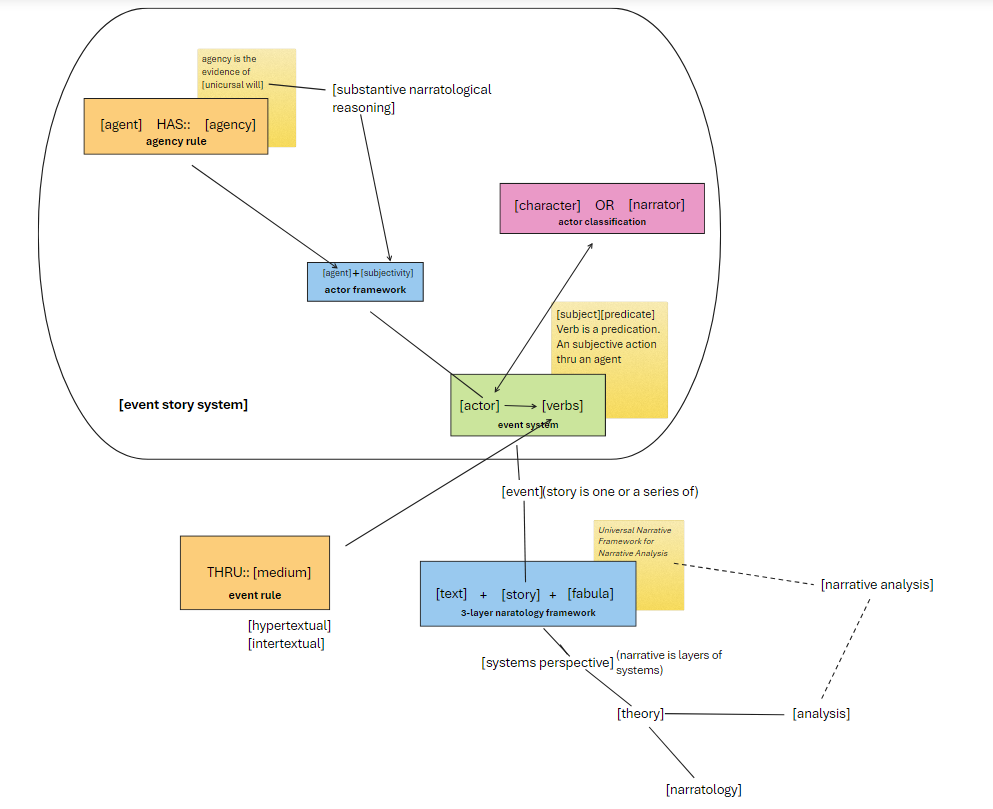 agency is the
evidence of
[unicursal will]
[substantive narratological
reasoning]
[agent] HAS:: [agency]
agency rule
[character] OR [narrator]
actor classification
[agent]+[subjectivity]
actor framework
[subject][predicate]
Verb is a predication.
An subjective action
thru an agent
[event story system]
[actor] [verbs]
event system
[event](story is one or a series of)
Universal Narrative
Framework for
Narrative Analysis
THRU:: [medium]
event rule
[narrative analysis]
[text] + [story] + [fabula]
3-layer naratology framework
[hypertextual]
[intertextual]
[systems perspective] (narrative is layers of
systems)
[theory]
[analysis]
[narratology]